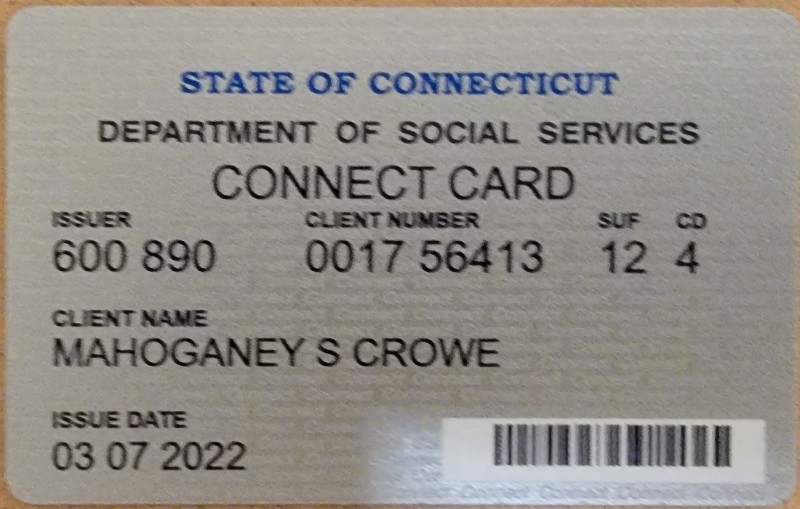 STATE OF CONNECTICUT
DEPARTMENT OF SOCIAL SERVICES
CONNECT CARD
ISSUER CLIENT NUMBER SUF CD
600 890 0017 56413 12 4
CLIENT NAME
MAHOGANEY S CROWE
ISSUE DATE
03 07 2022